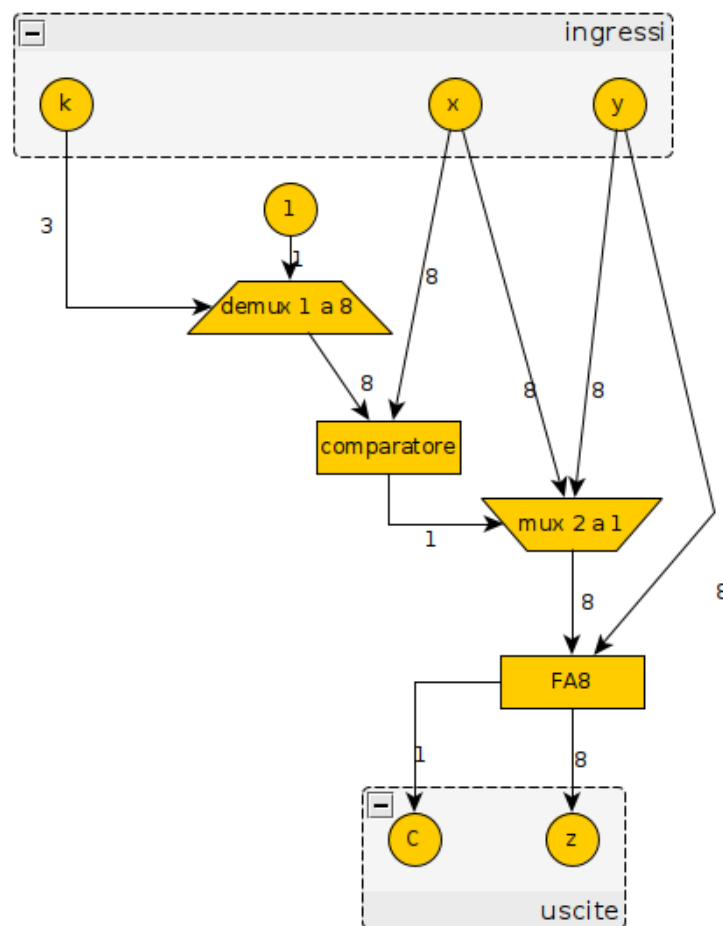 ingressi
k
x
y
1
3
1
8
demux 1 a 8
8
8
8
comparatore
mux 2 a 1
1
8
8
FA8
1
8
C
z
uscite